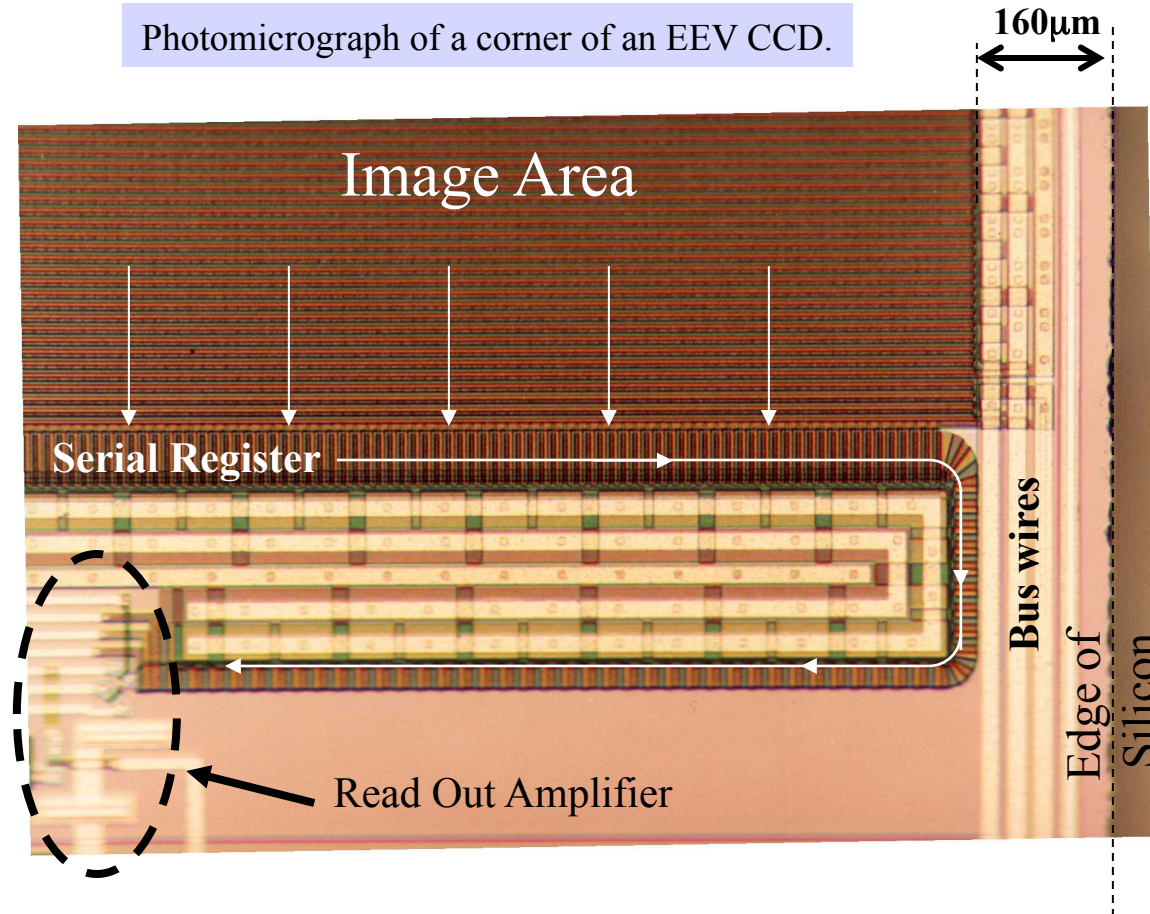 Photomicrograph of a corner of an EEV CCD.
160μm
Image Area
Serial Register
Bus wires
Edge of
Silicon
Read Out Amplifier